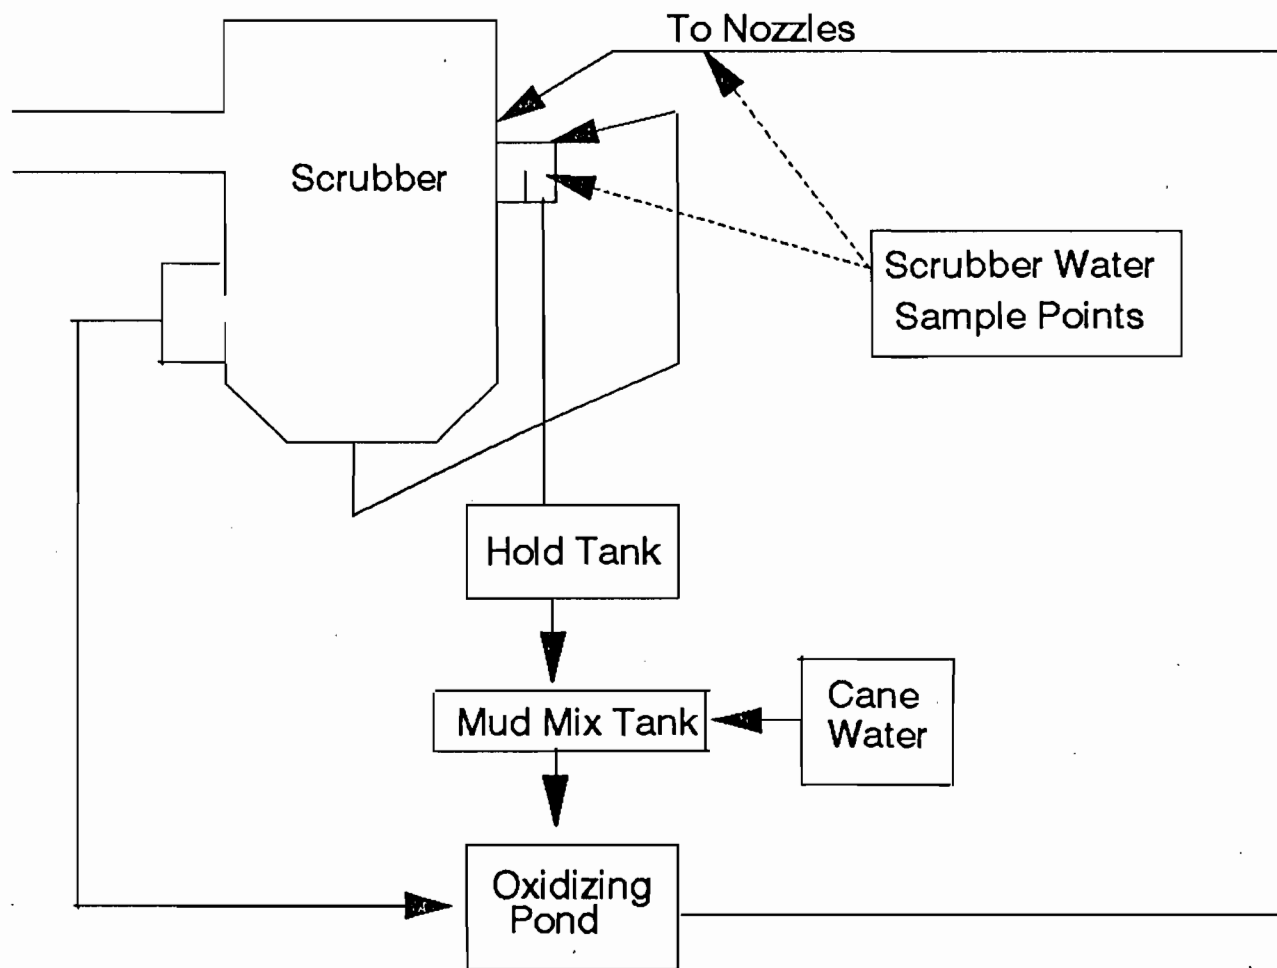 To Nozzles
Scrubber
Scrubber Water
Sample Points
Hold Tank
Mud Mix Tank
Cane
Water
Oxidizing
Pond